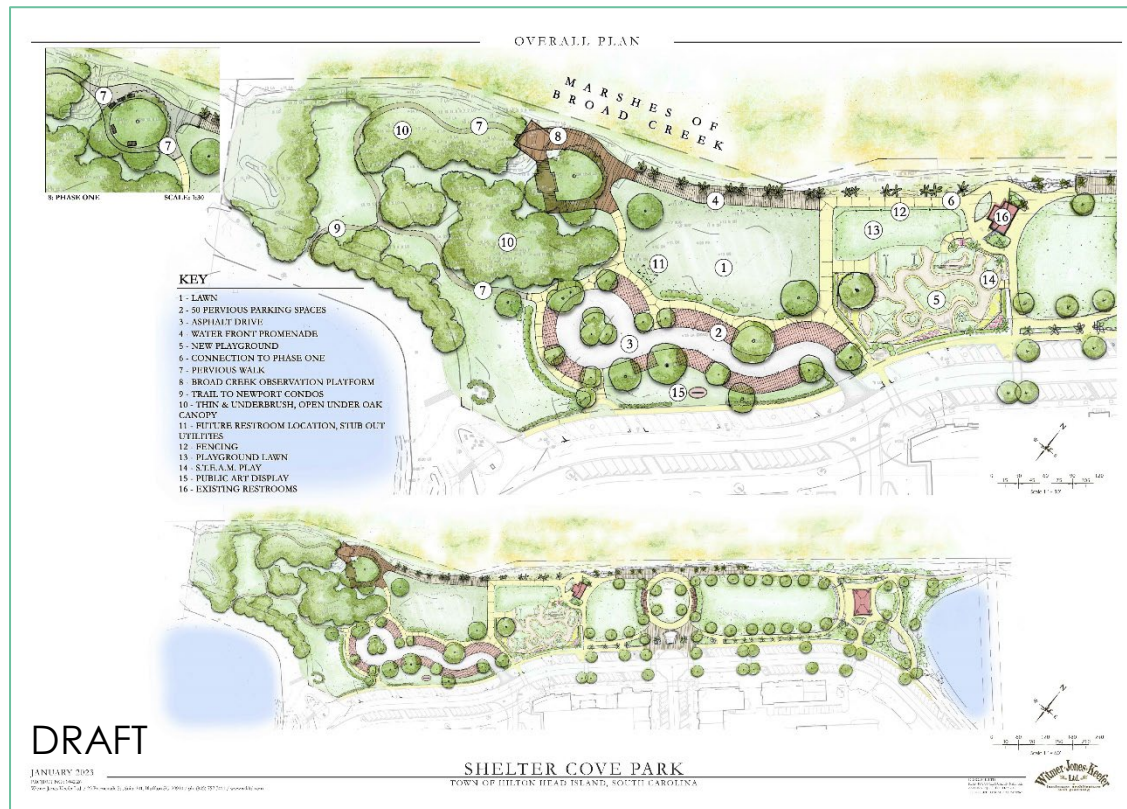 OVERALL PLAN
MARSHES OF
BROAD CREEK
7
7
8: PHASE ONE
SCALE: 1:30
10
7
8
4
12
6
16
13
9
10
11
1
14
5
7
2
3
15
KEY
1 - LAWN
2 - 50 PERVIOUS PARKING SPACES
3 - ASPHALT DRIVE
4 - WATER FRONT PROMENADE
5 - NEW PLAYGROUND
6 - CONNECTION TO PHASE ONE
7 - PERVIOUS WALK
8 - BROAD CREEK OBSERVATION PLATFORM
9 - TRAIL TO NEWPORT CONDOS
10 - THIN & UNDERBRUSH, OPEN UNDER OAK
CANOPY
11 - FUTURE RESTROOM LOCATION, STUB OUT
UTILITIES
12 - FENCING
13 - PLAYGROUND LAWN
14 - S.T.E.A.M. PLAY
15 - PUBLIC ART DISPLAY
16 - EXISTING RESTROOMS
N
N
DRAFT
JANUARY 2023
SHELTER COVE PARK
TOWN OF HILTON HEAD ISLAND, SOUTH CAROLINA
Witmer·Jones·Keefer
Ltd.